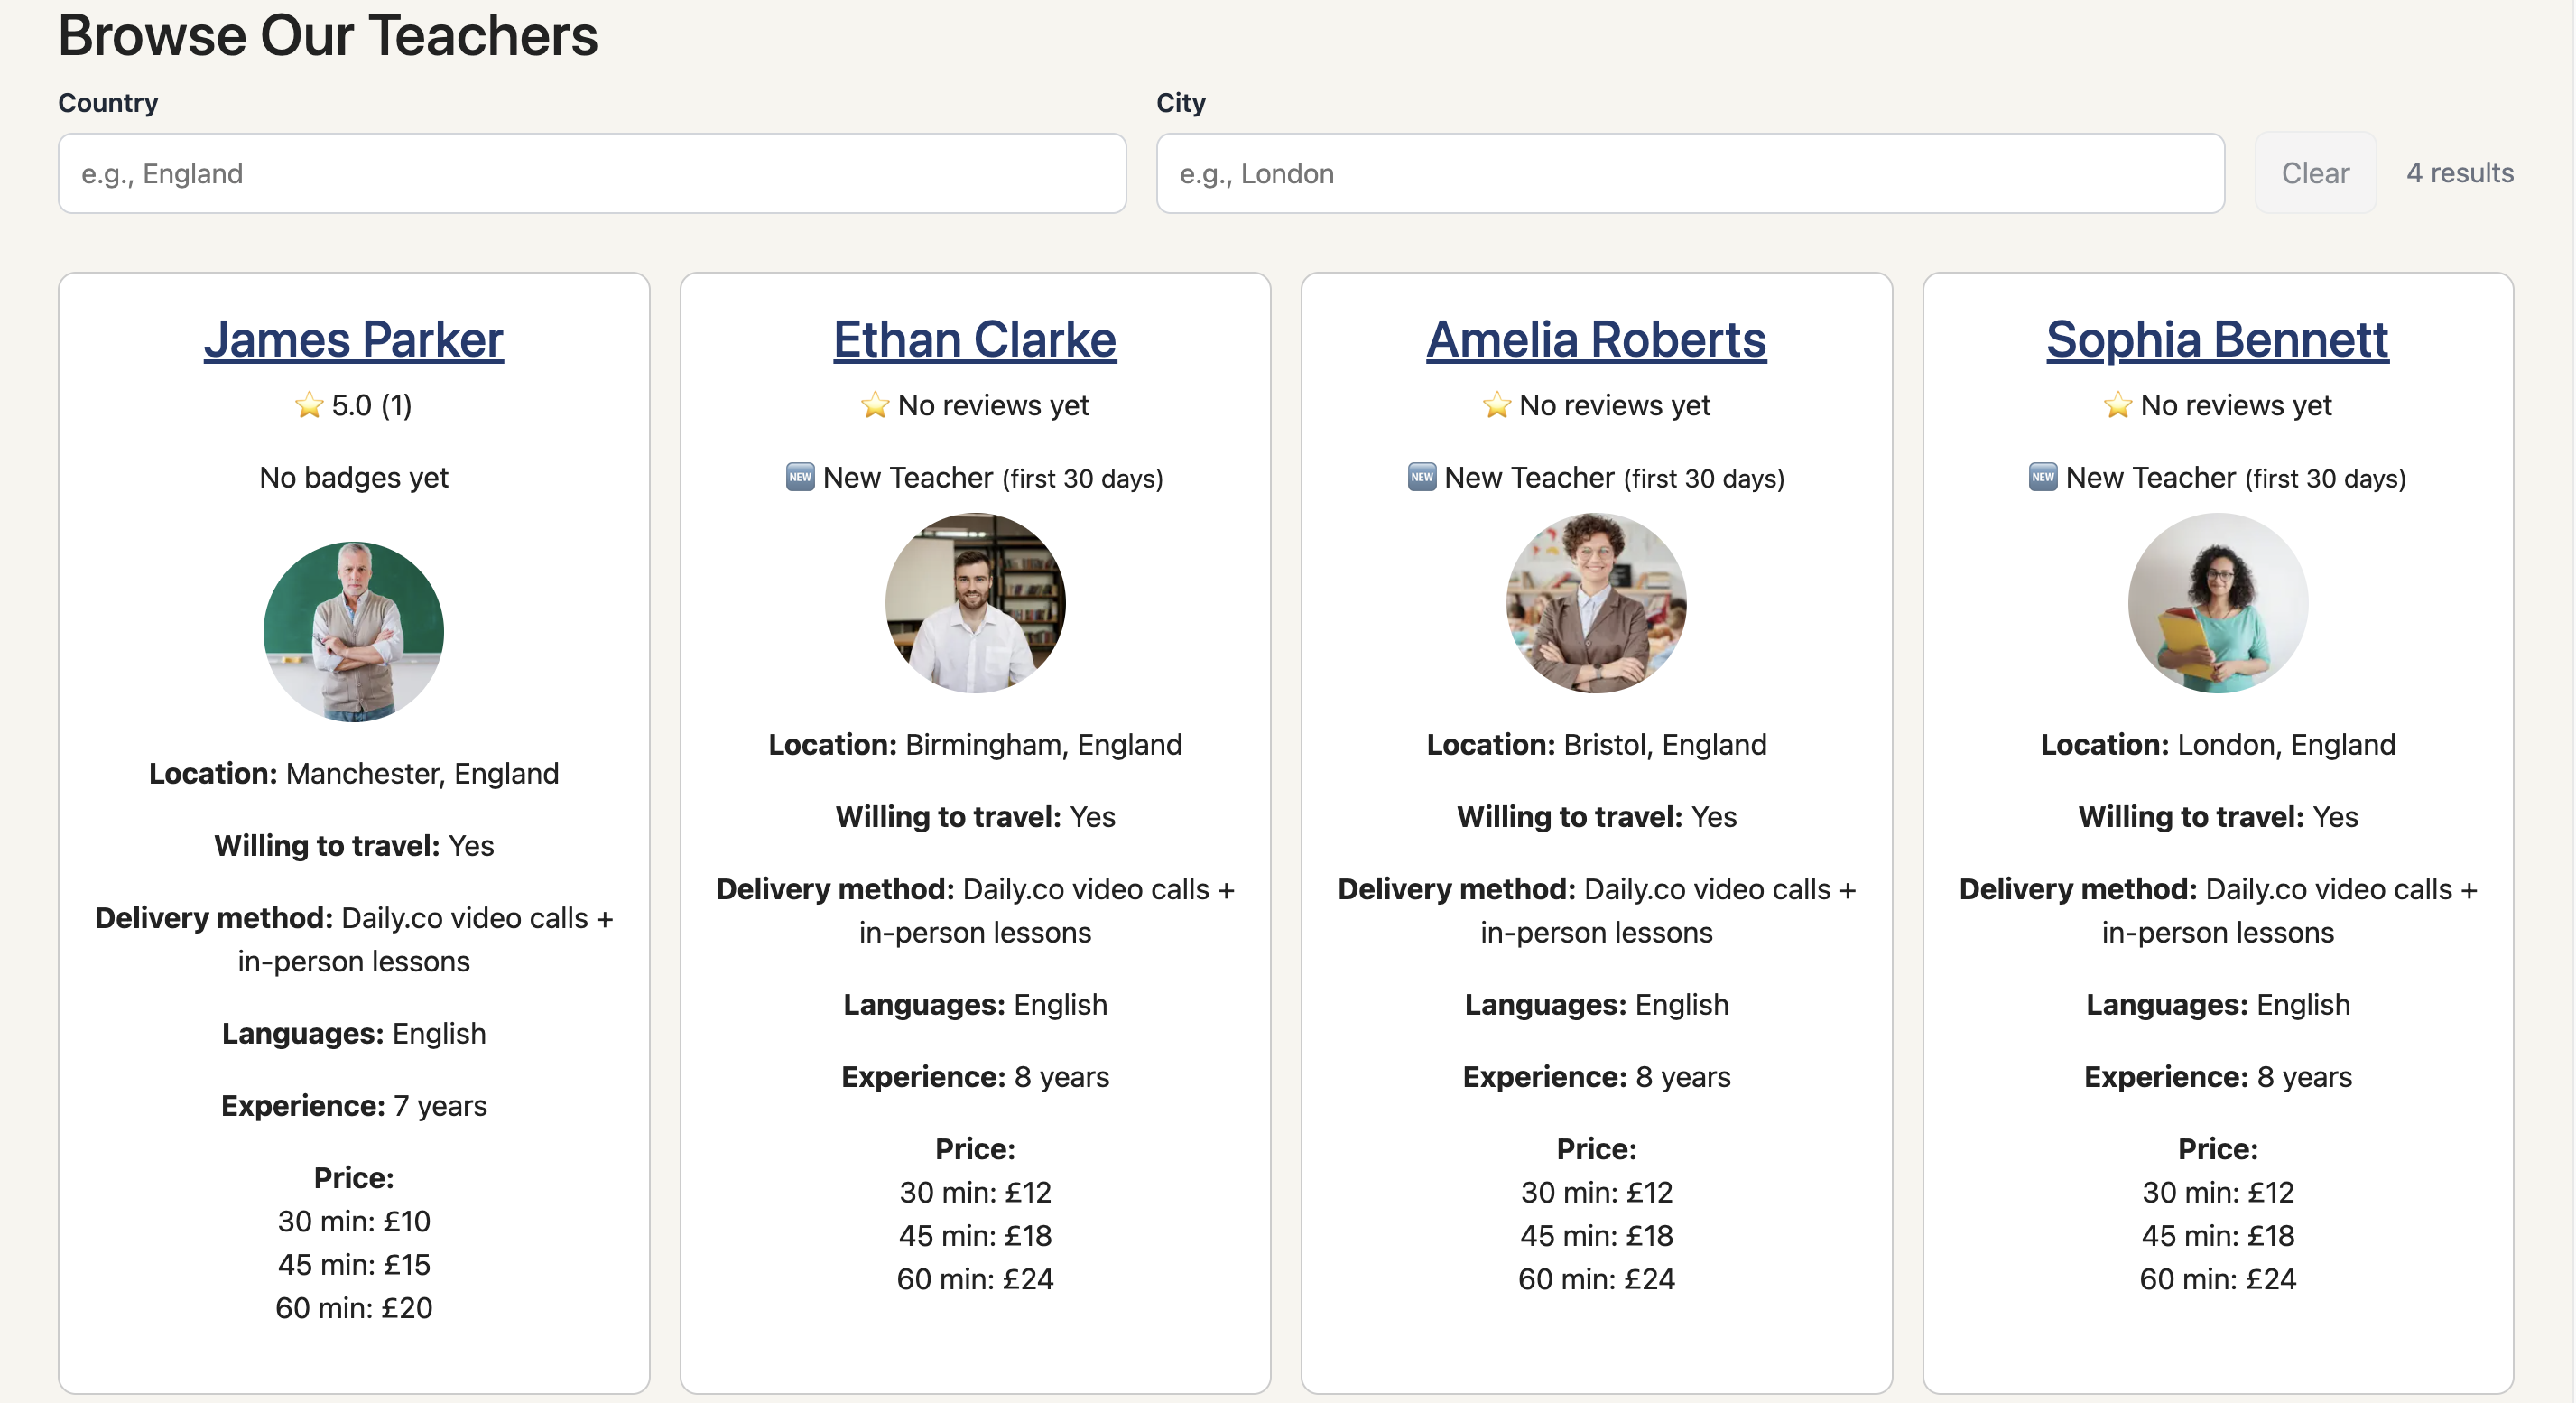 Browse Our Teachers
Country
City
e.g., England
e.g., London
Clear
4 results
James Parker
⭐ 5.0 (1)
No badges yet
Location: Manchester, England
Willing to travel: Yes
Delivery method: Daily.co video calls +
in-person lessons
Languages: English
Experience: 7 years
Price:
30 min: £10
45 min: £15
60 min: £20
Ethan Clarke
⭐ No reviews yet
🆕 New Teacher (first 30 days)
Location: Birmingham, England
Willing to travel: Yes
Delivery method: Daily.co video calls +
in-person lessons
Languages: English
Experience: 8 years
Price:
30 min: £12
45 min: £18
60 min: £24
Amelia Roberts
⭐ No reviews yet
🆕 New Teacher (first 30 days)
Location: Bristol, England
Willing to travel: Yes
Delivery method: Daily.co video calls +
in-person lessons
Languages: English
Experience: 8 years
Price:
30 min: £12
45 min: £18
60 min: £24
Sophia Bennett
⭐ No reviews yet
🆕 New Teacher (first 30 days)
Location: London, England
Willing to travel: Yes
Delivery method: Daily.co video calls +
in-person lessons
Languages: English
Experience: 8 years
Price:
30 min: £12
45 min: £18
60 min: £24